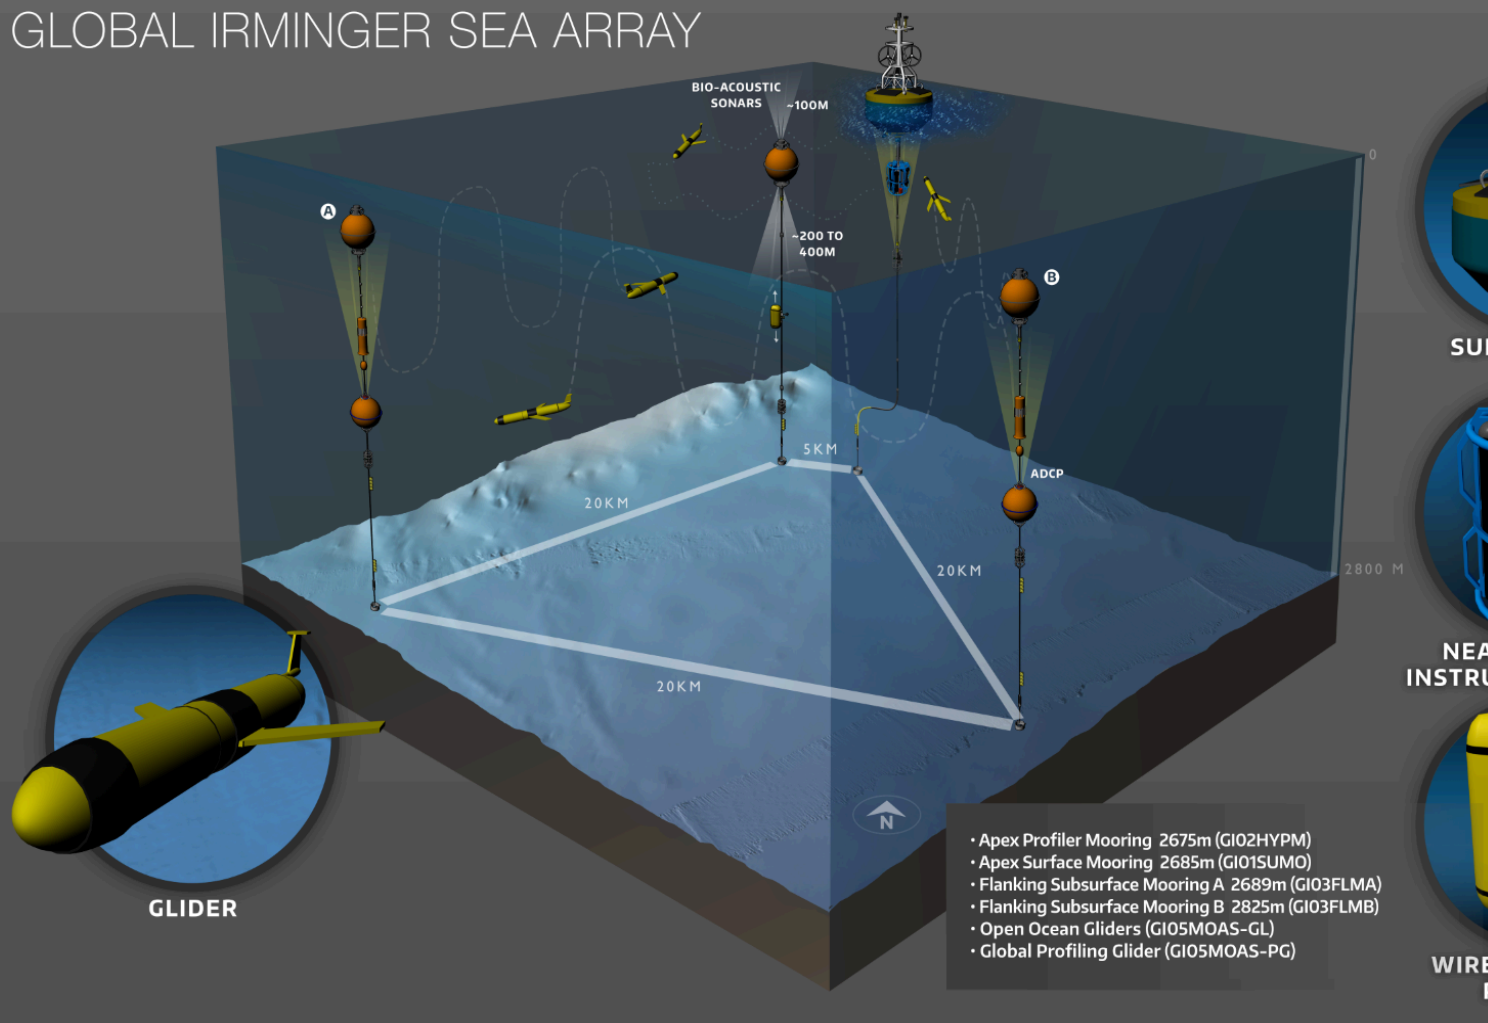 GLOBAL IRMINGER SEA ARRAY
BIO-ACOUSTIC
SONARS
~100M
0
A
~200 TO
400M
B
SU
5KM
ADCP
20KM
20KM
2800 M
NEA
INSTRU
20KM
N
• Apex Profiler Mooring 2675m (GI02HYPM)
• Apex Surface Mooring 2685m (GI01SUMO)
• Flanking Subsurface Mooring A 2689m (GI03FLMA)
• Flanking Subsurface Mooring B 2825m (GI03FLMB)
• Open Ocean Gliders (GI05MOAS-GL)
• Global Profiling Glider (GI05MOAS-PG)
GLIDER
WIRE